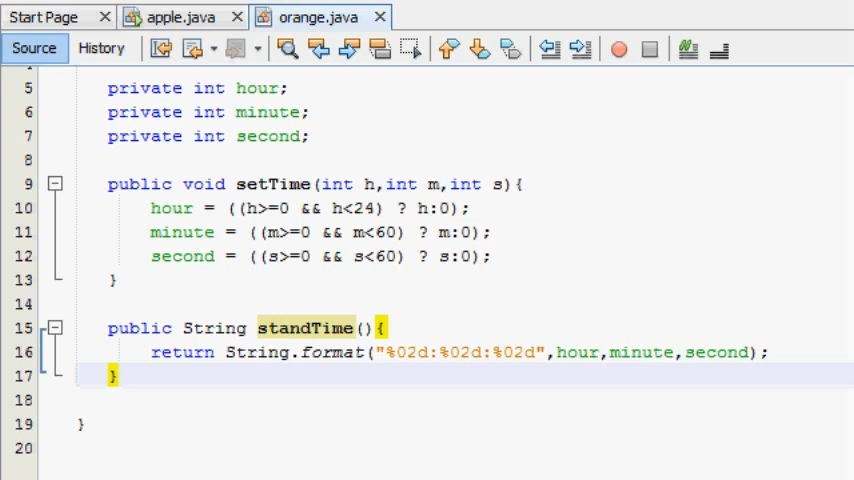 Start Page apple.java orange.java
Source History
5 private int hour;
6 private int minute;
7 private int second;
8
9 public void setTime(int h,int m,int s){
10 hour = ((h>=0 && h<24) ? h:0);
11 minute = ((m>=0 && m<60) ? m:0);
12 second = ((s>=0 && s<60) ? s:0);
13 }
14
15 public String standTime(){
16 return String.format("%02d:%02d:%02d",hour,minute,second);
17 }
18
19 }
20